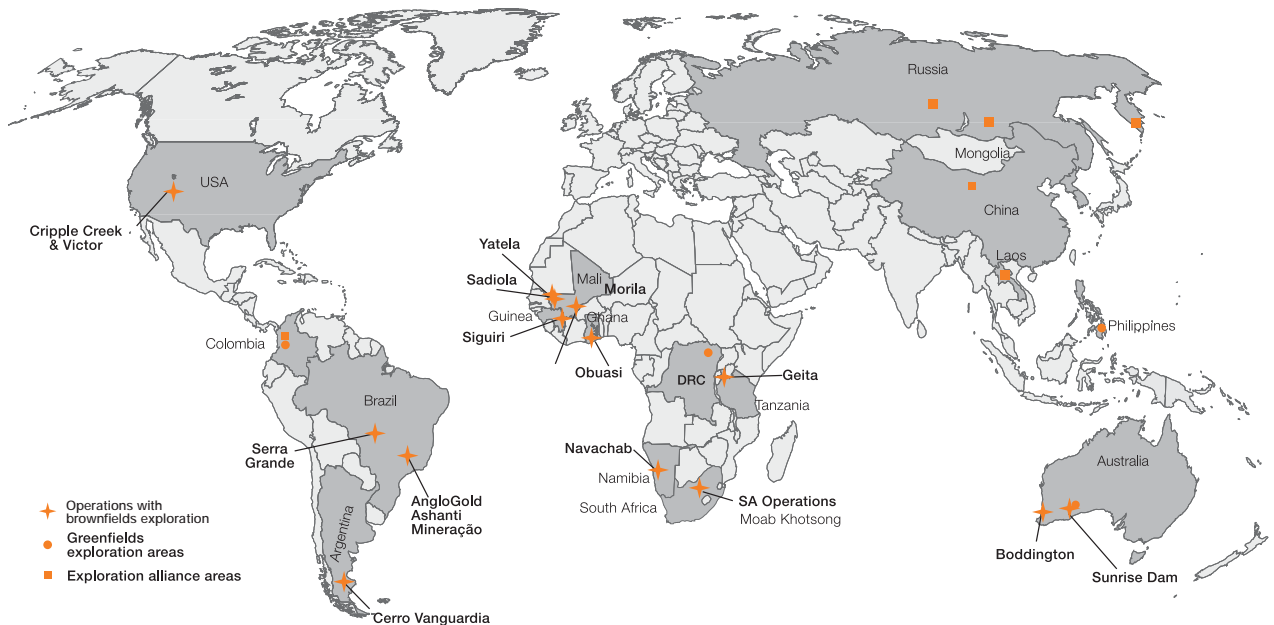 Russia
Mongolia
USA
China
Cripple Creek
& Victor
Yatela
Laos
Sadiola
Mali
Morila
Guinea
Ghana
Philippines
Siguiri
Colombia
Obuasi
DRC
Geita
Brazil
Tanzania
Serra
Grande
Navachab
Australia
Namibia
AngloGold
Ashanti
Mineração
SA Operations
South Africa
Moab Khotsong
Argentina
Boddington
Sunrise Dam
Cerro Vanguardia
Operations with
brownfields exploration
Greenfields
exploration areas
Exploration alliance areas